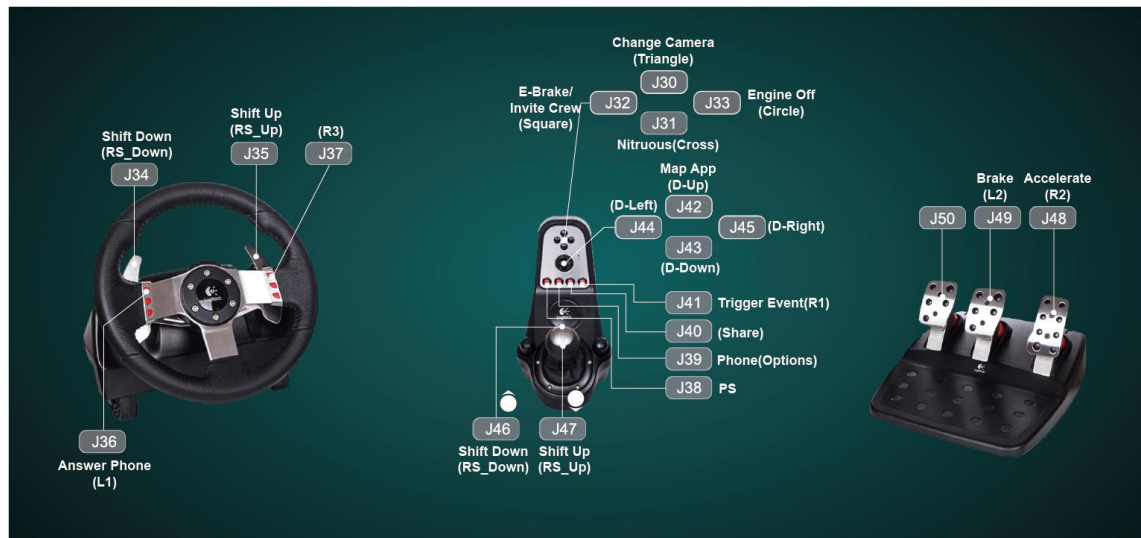 Shift Down
(RS_Down)
J34
Shift Up
(RS_Up)
J35
(R3)
J37
J36
Answer Phone
(L1)
Change Camera
(Triangle)
J30
E-Brake/
Invite Crew
(Square)
J32
J33
Engine Off
(Circle)
J31
Nitruous(Cross)
Map App
(D-Up)
J42
(D-Left)
J44
J45
(D-Right)
J43
(D-Down)
J41
Trigger Event(R1)
J40
(Share)
J39
Phone(Options)
J38
PS
J46
Shift Down
(RS_Down)
J47
Shift Up
(RS_Up)
J50
Brake
(L2)
J49
Accelerate
(R2)
J48
Logitech
Logitech